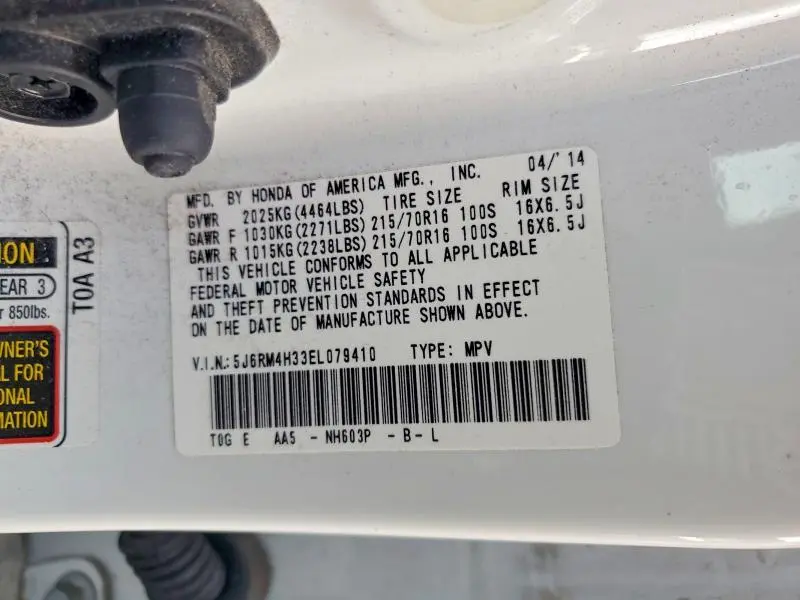 MFD. BY HONDA OF AMERICA MFG., INC. 04/'14
GVWR 2025KG(4464LBS) TIRE SIZE RIM SIZE
GAWR F 1030KG(2271LBS) 215/70R16 100S 16X6.5J
GAWR R 1015KG(2238LBS) 215/70R16 100S 16X6.5J
THIS VEHICLE CONFORMS TO ALL APPLICABLE
FEDERAL MOTOR VEHICLE SAFETY
AND THEFT PREVENTION STANDARDS IN EFFECT
ON THE DATE OF MANUFACTURE SHOWN ABOVE.
V.I.N.: 5J6RM4H33EL079410 TYPE: MPV
T0G E AA5 - NH603P - B - L
EAR 3
850lbs.
WNER'S
FOR
T0A A3